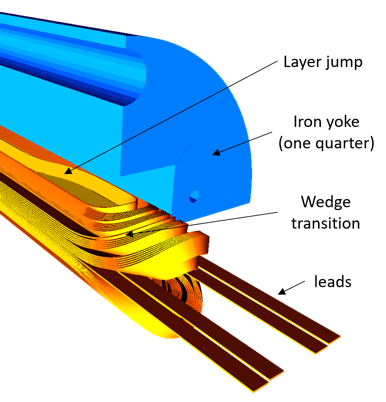 Layer jump
Iron yoke
(one quarter)
Wedge
transition
leads